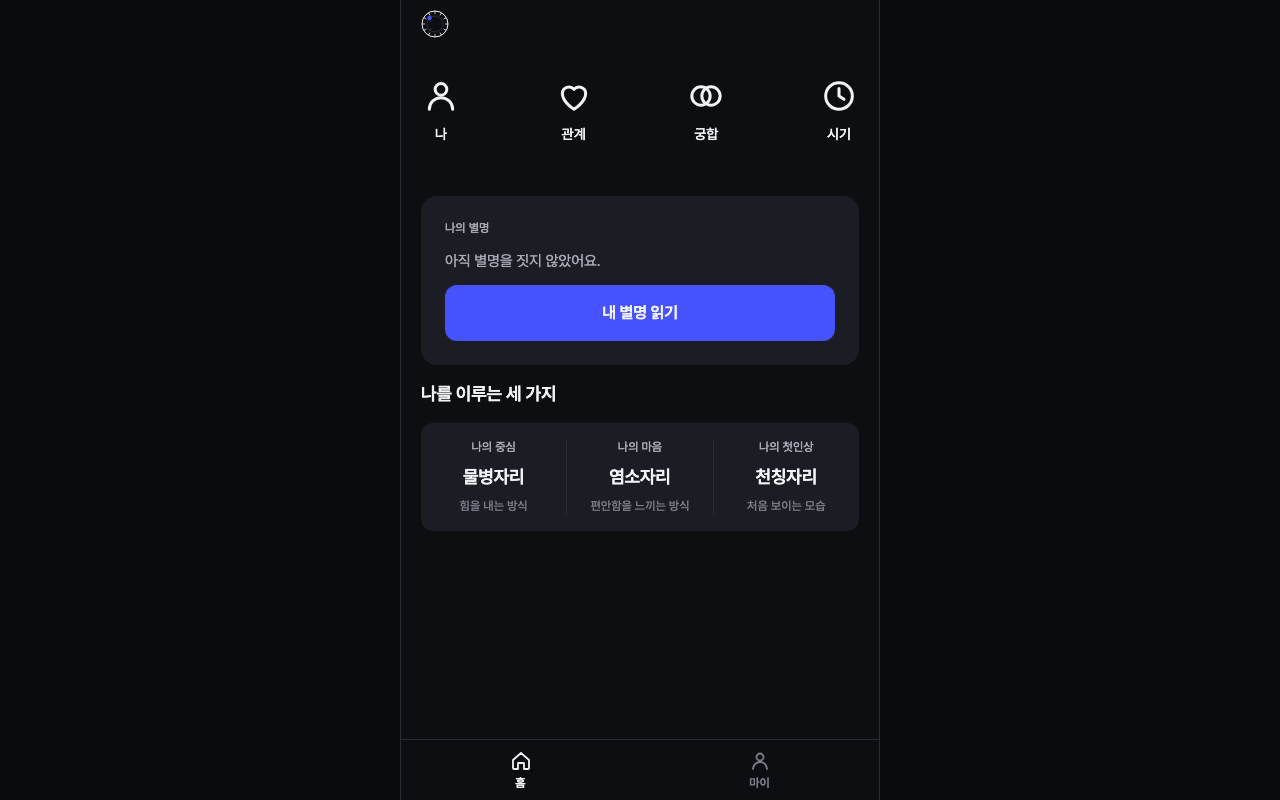 나
관계
궁합
시기
나의 별명
아직 별명을 짓지 않았어요.
내 별명 읽기
나를 이루는 세 가지
나의 중심
물병자리
힘을 내는 방식
나의 마음
염소자리
편안함을 느끼는 방식
나의 첫인상
천칭자리
처음 보이는 모습
홈
마이